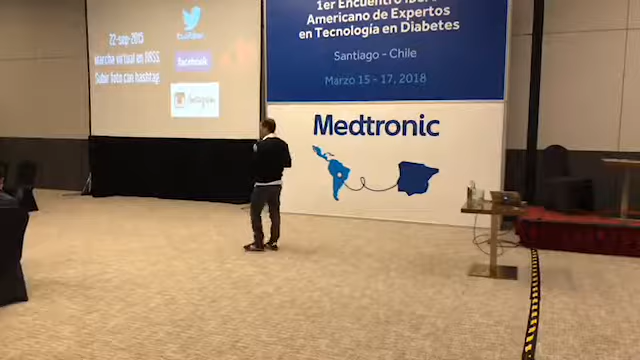 22-sep-2015
Marcha virtual en RRSS
Subir foto con hashtag
twitter
facebook
Instagram
1er Encuentro Ibero
Americano de Expertos
en Tecnología en Diabetes
Santiago - Chile
Marzo 15 - 17, 2018
Medtronic